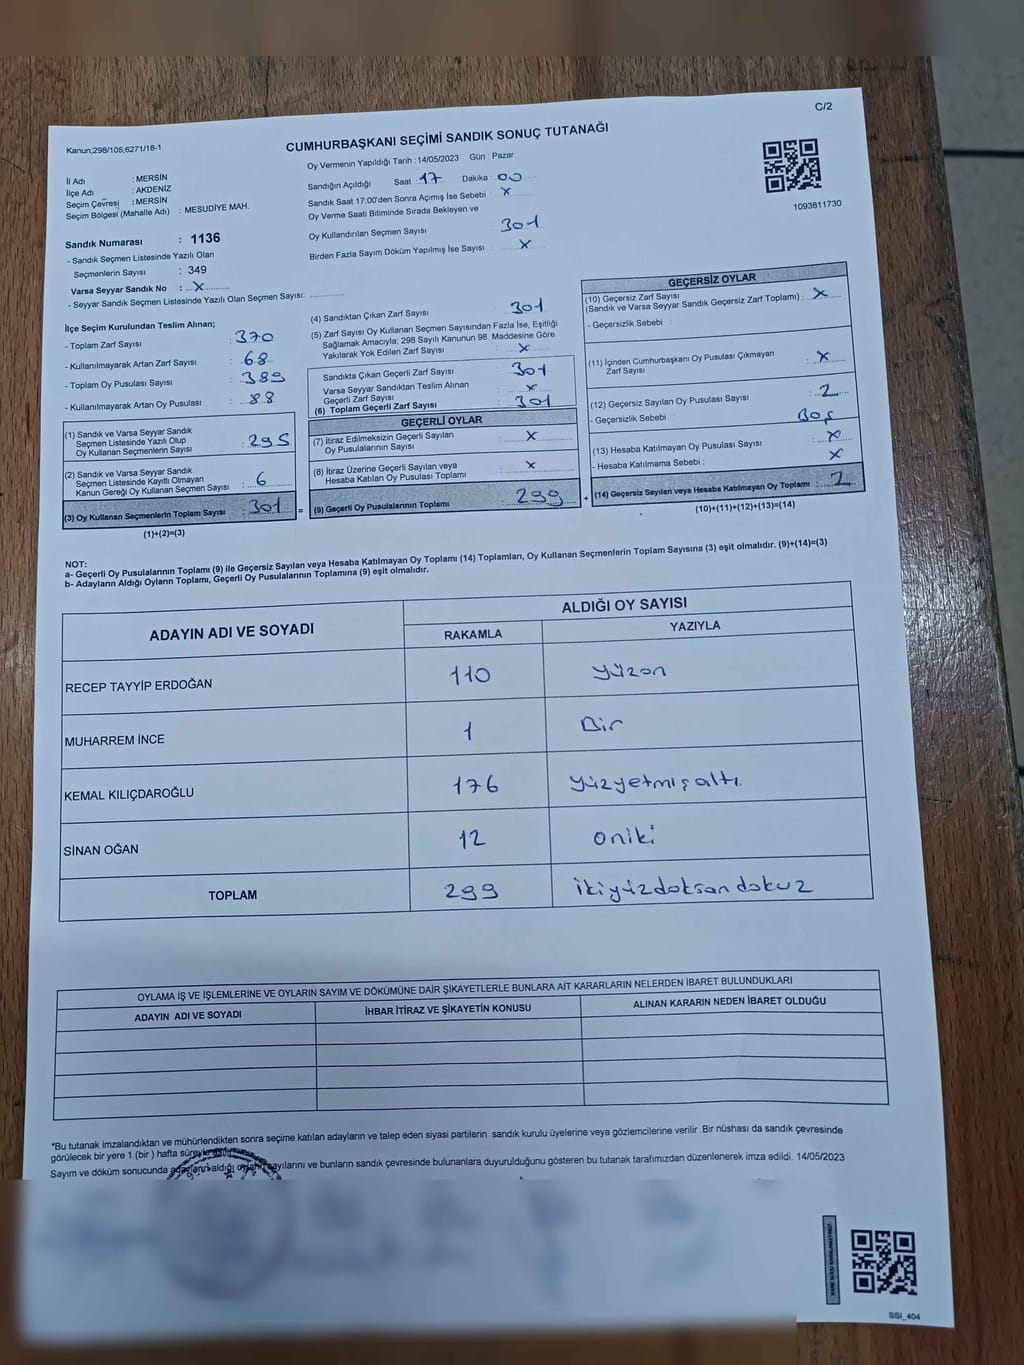 C/2
Kanun;298/105;6271/18-1
CUMHURBAŞKANI SEÇİMİ SANDIK SONUÇ TUTANAĞI
Oy Vermenin Yapıldığı Tarih : 14/05/2023 Gün : Pazar
İl Adı : MERSİN
İlçe Adı : AKDENİZ
Seçim Çevresi : MERSİN
Seçim Bölgesi (Mahalle Adı) : MESUDİYE MAH.
Sandığın Açıldığı Saat : 17 Dakika : 00
Sandık Saat 17:00'den Sonra Açımış İse Sebebi : x
Oy Verme Saati Bitiminde Sırada Bekleyen ve
Oy Kullandırılan Seçmen Sayısı : 301
Birden Fazla Sayım Döküm Yapılmış İse Sayısı : x
1093811730
Sandık Numarası : 1136
- Sandık Seçmen Listesinde Yazılı Olan
Seçmenlerin Sayısı : 349
Varsa Seyyar Sandık No : x
- Seyyar Sandık Seçmen Listesinde Yazılı Olan Seçmen Sayısı:
İlçe Seçim Kurulundan Teslim Alınan;
- Toplam Zarf Sayısı : 370
- Kullanılmayarak Artan Zarf Sayısı : 68
- Toplam Oy Pusulası Sayısı : 389
- Kullanılmayarak Artan Oy Pusulası : 88
(1) Sandık ve Varsa Seyyar Sandık
Seçmen Listesinde Yazılı Olup
Oy Kullanan Seçmenlerin Sayısı : 295
(2) Sandık ve Varsa Seyyar Sandık
Seçmen Listesinde Kayıtlı Olmayan
Kanun Gereği Oy Kullanan Seçmen Sayısı : 6
(3) Oy Kullanan Seçmenlerin Toplam Sayısı : 301
(1)+(2)=(3)
(4) Sandıktan Çıkan Zarf Sayısı : 301
(5) Zarf Sayısı Oy Kullanan Seçmen Sayısından Fazla İse, Eşitliği
Sağlamak Amacıyla; 298 Sayılı Kanunun 98. Maddesine Göre
Yakılarak Yok Edilen Zarf Sayısı : x
Sandıkta Çıkan Geçerli Zarf Sayısı : 301
Varsa Seyyar Sandıktan Teslim Alınan
Geçerli Zarf Sayısı : x
(6) Toplam Geçerli Zarf Sayısı : 301
GEÇERLİ OYLAR
(7) İtiraz Edilmeksizin Geçerli Sayılan
Oy Pusulalarının Sayısı : x
(8) İtiraz Üzerine Geçerli Sayılan veya
Hesaba Katılan Oy Pusulası Toplamı : x
= (9) Geçerli Oy Pusulalarının Toplamı : 299 +
GEÇERSİZ OYLAR
(10) Geçersiz Zarf Sayısı
(Sandık ve Varsa Seyyar Sandık Geçersiz Zarf Toplamı) : x
- Geçersizlik Sebebi :
(11) İçinden Cumhurbaşkanı Oy Pusulası Çıkmayan
Zarf Sayısı : x
(12) Geçersiz Sayılan Oy Pusulası Sayısı : 2
- Geçersizlik Sebebi : Boş
(13) Hesaba Katılmayan Oy Pusulası Sayısı : x
- Hesaba Katılmama Sebebi : x
(14) Geçersiz Sayılan veya Hesaba Katılmayan Oy Toplamı : 2
(10)+(11)+(12)+(13)=(14)
NOT:
a- Geçerli Oy Pusulalarının Toplamı (9) ile Geçersiz Sayılan veya Hesaba Katılmayan Oy Toplamı (14) Toplamları, Oy Kullanan Seçmenlerin Toplam Sayısına (3) eşit olmalıdır. (9)+(14)=(3)
b- Adayların Aldığı Oyların Toplamı, Geçerli Oy Pusulalarının Toplamına (9) eşit olmalıdır.
ADAYIN ADI VE SOYADI ALDIĞI OY SAYISI
RAKAMLA YAZIYLA
RECEP TAYYİP ERDOĞAN 110 yüzon
MUHARREM İNCE 1 Bir
KEMAL KILIÇDAROĞLU 176 yüzyetmişaltı.
SİNAN OĞAN 12 oniki
TOPLAM 299 ikiyüzdoksandokuz
OYLAMA İŞ VE İŞLEMLERİNE VE OYLARIN SAYIM VE DÖKÜMÜNE DAİR ŞİKAYETLERLE BUNLARA AİT KARARLARIN NELERDEN İBARET BULUNDUKLARI
ADAYIN ADI VE SOYADI İHBAR İTİRAZ VE ŞİKAYETİN KONUSU ALINAN KARARIN NEDEN İBARET OLDUĞU
*Bu tutanak imzalandıktan ve mühürlendikten sonra seçime katılan adayların ve talep eden siyasi partilerin sandık kurulu üyelerine veya gözlemcilerine verilir .Bir nüshası da sandık çevresinde
görülecek bir yere 1 (bir ) hafta süreyle
Sayım ve döküm sonucunda adayların aldığı oy sayılarını ve bunların sandık çevresinde bulunanlara duyurulduğunu gösteren bu tutanak tarafımızdan düzenlenerek imza edildi. 14/05/2023
SSI_404